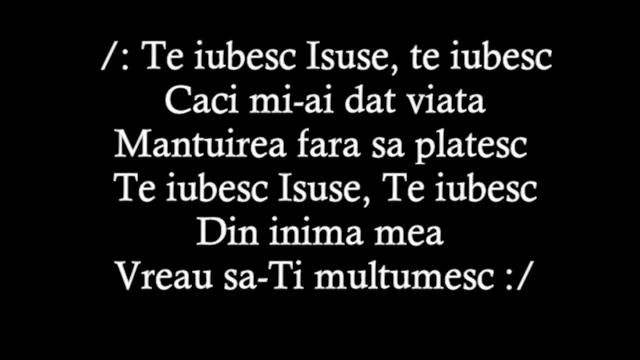 /: Te iubesc Isuse, te iubesc
Caci mi-ai dat viata
Mantuirea fara sa platesc
Te iubesc Isuse, Te iubesc
Din inima mea
Vreau sa-Ti multumesc :/